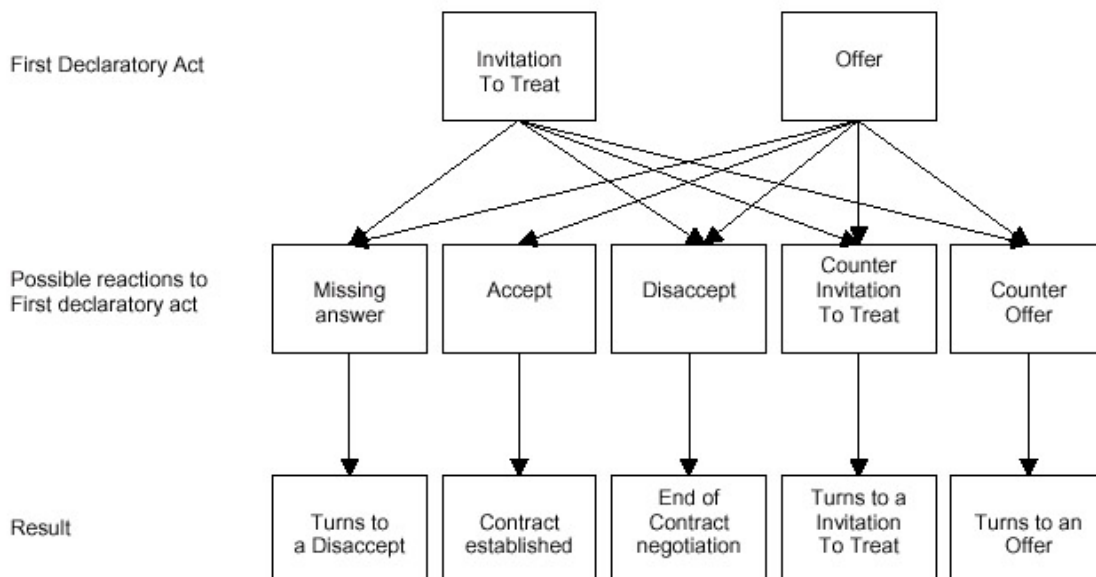 First Declaratory Act
Invitation
To Treat
Offer
Possible reactions to
First declaratory act
Missing
answer
Accept
Disaccept
Counter
Invitation
To Treat
Counter
Offer
Result
Turns to
a Disaccept
Contract
established
End of
Contract
negotiation
Turns to a
Invitation
To Treat
Turns to an
Offer